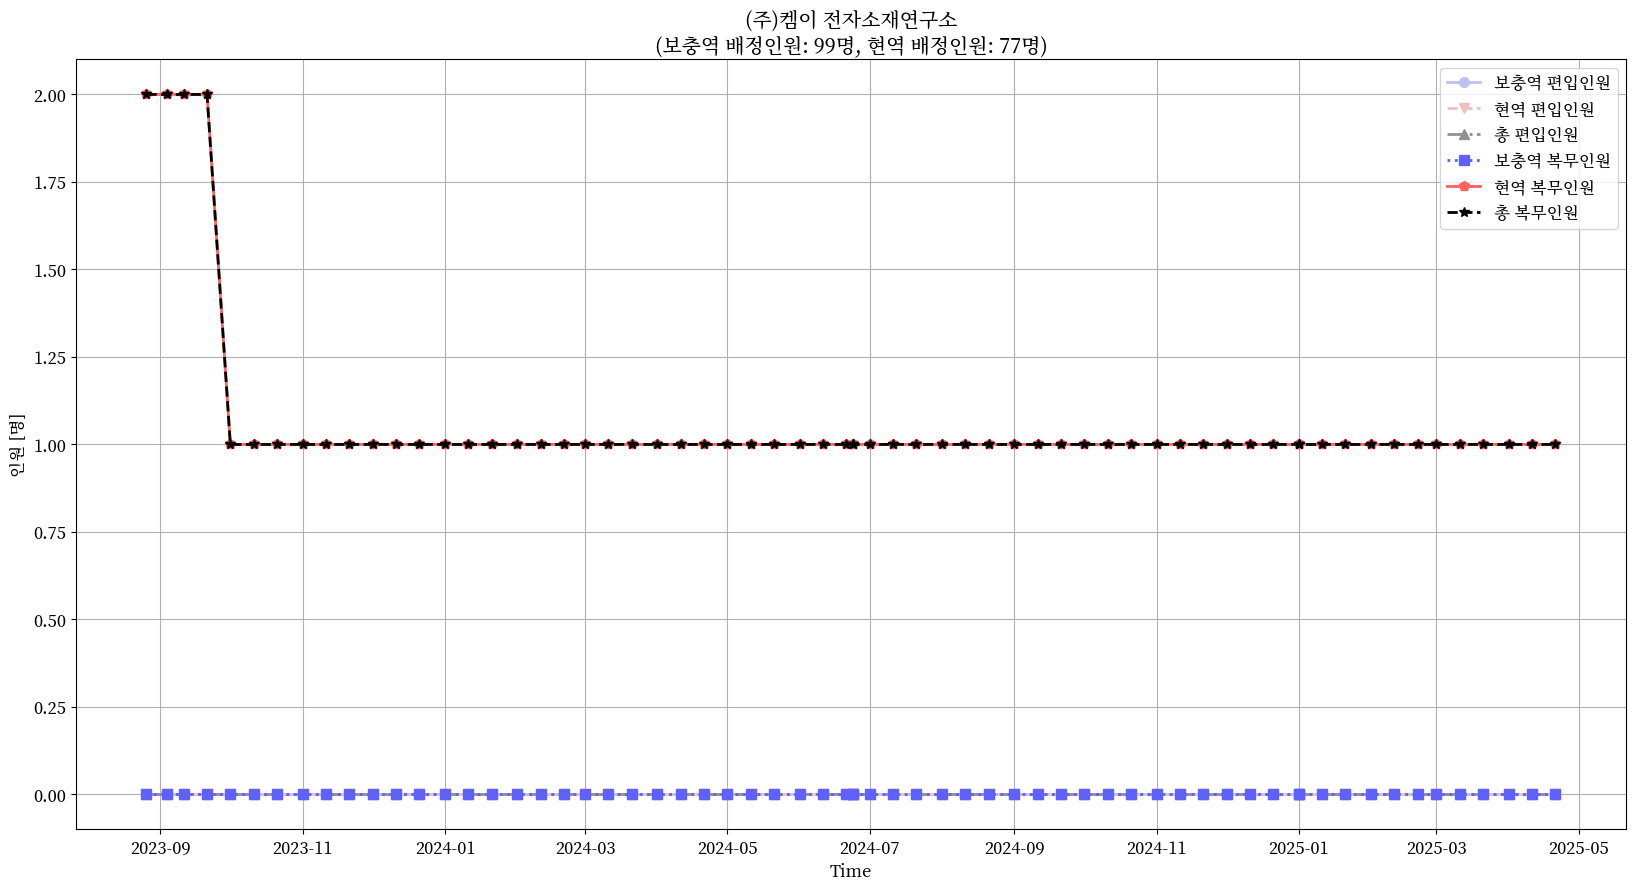 (주)켐이 전자소재연구소
(보충역 배정인원: 99명, 현역 배정인원: 77명)
보충역 편입인원
현역 편입인원
총 편입인원
보충역 복무인원
현역 복무인원
총 복무인원
2.00
1.75
1.50
1.25
1.00
0.75
0.50
0.25
0.00
인원 [명]
2023-09 2023-11 2024-01 2024-03 2024-05 2024-07 2024-09 2024-11 2025-01 2025-03 2025-05
Time